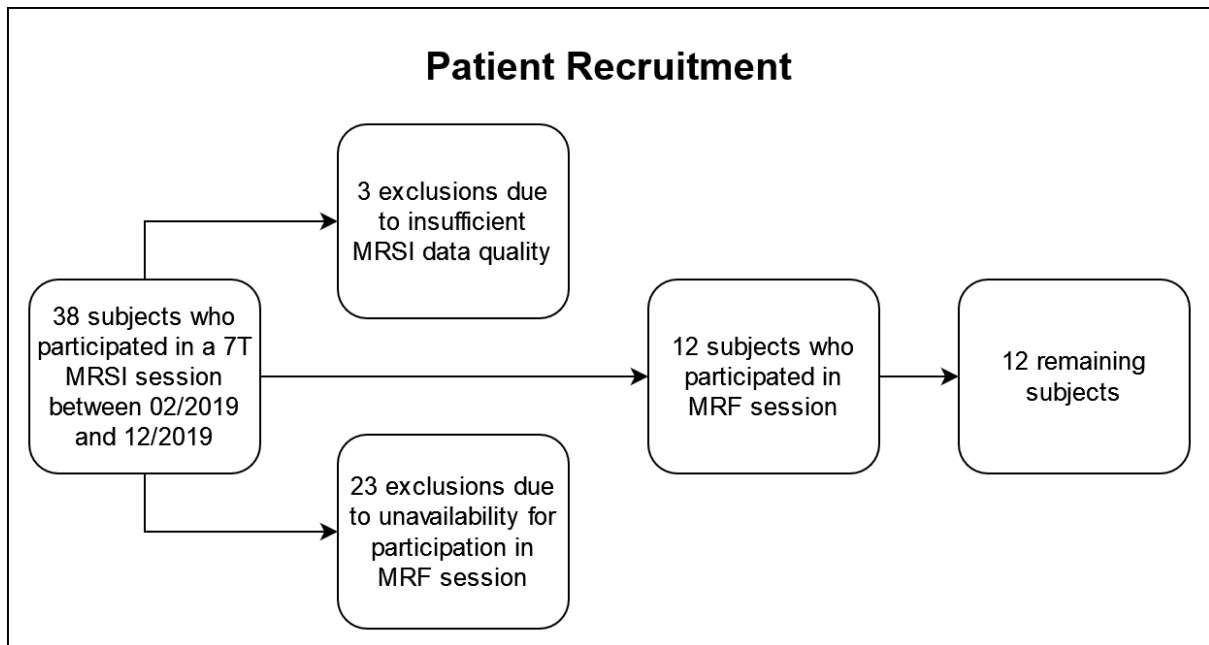 Patient Recruitment
3 exclusions due
to insufficient
MRSI data quality
38 subjects who
participated in a 7T
MRSI session
between 02/2019
and 12/2019
23 exclusions due
to unavailability for
participation in
MRF session
12 subjects who
participated in
MRF session
12 remaining
subjects